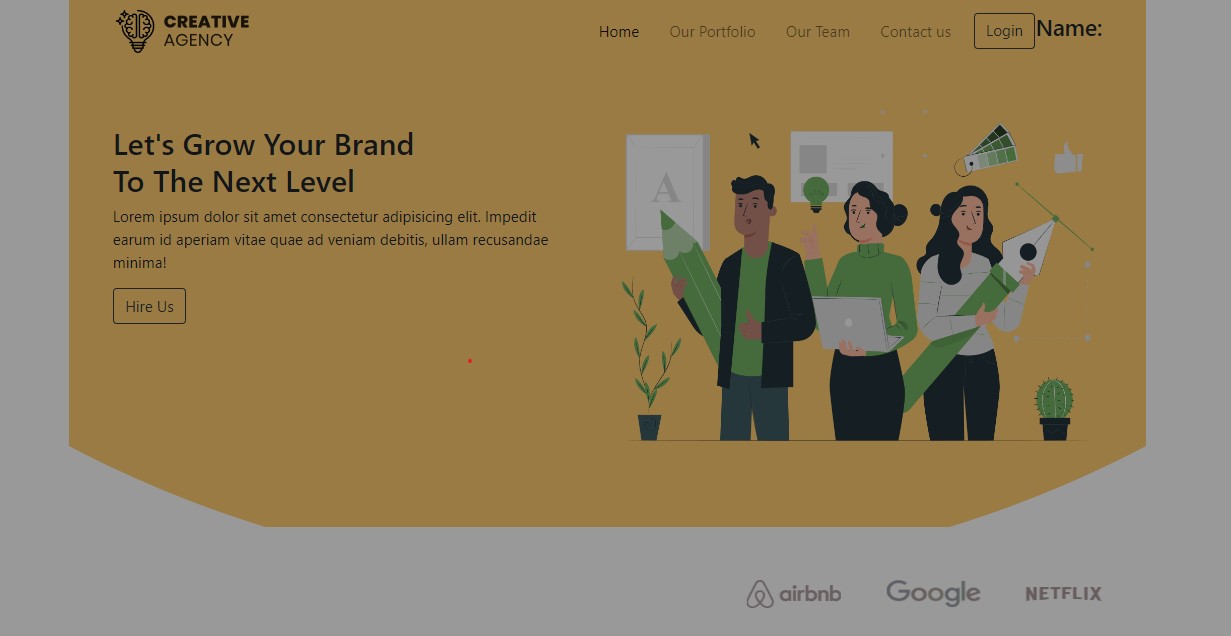 CREATIVE
AGENCY
Home Our Portfolio Our Team Contact us Login Name:
Let's Grow Your Brand
To The Next Level
Lorem ipsum dolor sit amet consectetur adipisicing elit. Impedit
earum id aperiam vitae quae ad veniam debitis, ullam recusandae
minima!
Hire Us
A
airbnb Google NETFLIX